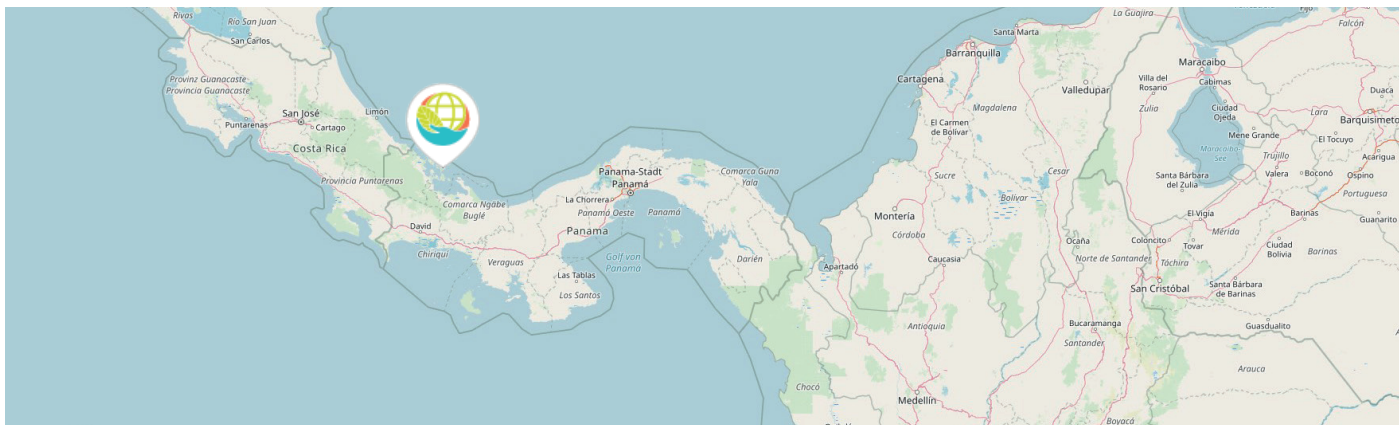 Rivas
Río San Juan
San Carlos
Provinz Guanacaste
Provincia Guanacaste
San José
Limón
Puntarenas
Cartago
Costa Rica
Provincia Puntarenas
Comarca Ngäbe
Buglé
David
Chiriquí
Veraguas
Las Tablas
Los Santos
Panama-Stadt
Panamá
La Chorrera
Panamá Oeste
Panamá
Panama
Golf von
Panama
Comarca Guna
Yala
Darién
La Guajira
Santa Marta
Barranquilla
Cartagena
Magdalena
Valledupar
El Carmen
de Bolívar
Sucre
Cesar
Bolívar
Montería
Córdoba
Apartadó
Caucasia
Ocaña
Norte de Santander
Antioquia
Bucaramanga
Santander
Chocó
Medellín
Boyacá
Arauca
Falcón
Maracaibo
Cabimas
Villa del
Rosario
Zulia
Ciudad
Ojeda
Lara
Duaca
Barquisimeto
Mene Grande
El Tocuyo
Maracaibo-
See
Trujillo
Acarigua
Valera
Boconó
Ospino
Santa Bárbara
del Zulia
Portuguesa
El Vigía
Barinas
Guanarito
Mérida
Coloncito
Tovar
Táchira
Ciudad
Bolivia
Barinas
San Cristóbal
Santa Bárbara
de Barinas
Guasdualito